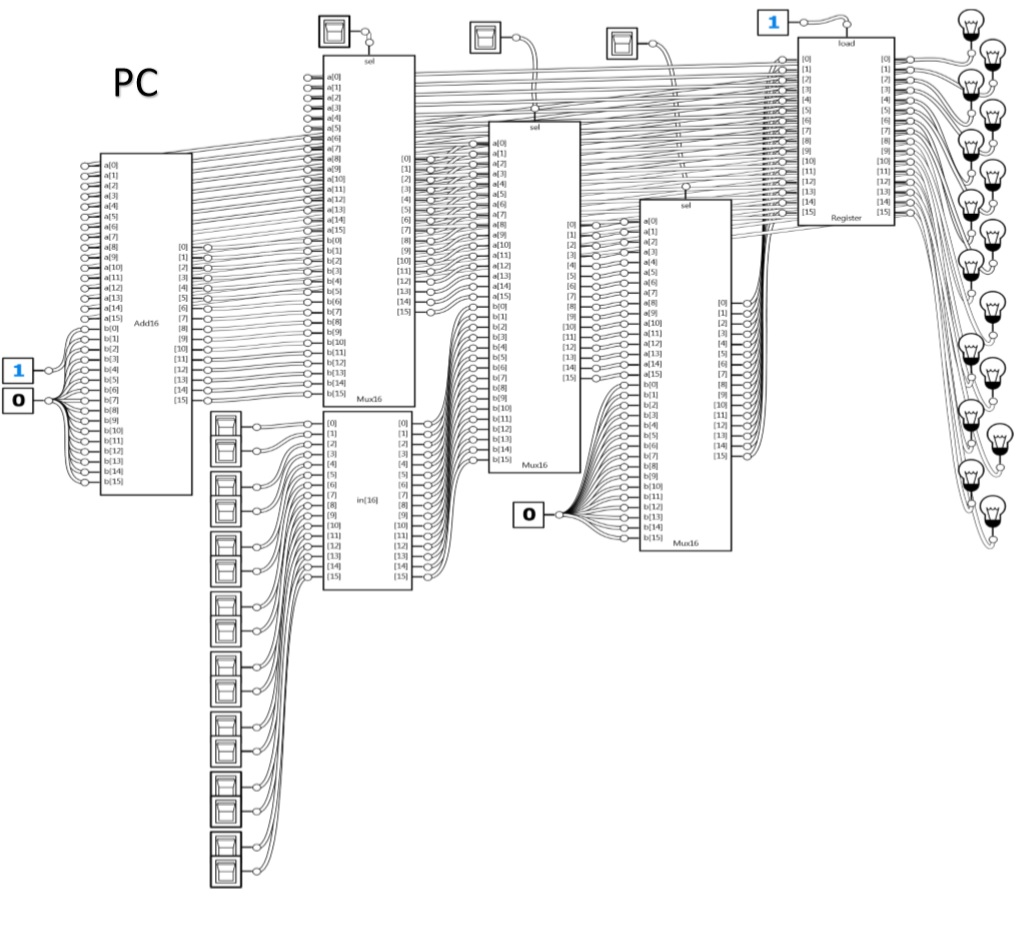 PC
1
0
a[0]
a[1]
a[2]
a[3]
a[4]
a[5]
a[6]
a[7]
a[8]
a[9]
a[10]
a[11]
a[12]
a[13]
a[14]
a[15]
b[0]
b[1]
b[2]
b[3]
b[4]
b[5]
b[6]
b[7]
b[8]
b[9]
b[10]
b[11]
b[12]
b[13]
b[14]
b[15]
Add16
[0]
[1]
[2]
[3]
[4]
[5]
[6]
[7]
[8]
[9]
[10]
[11]
[12]
[13]
[14]
[15]
sel
a[0]
a[1]
a[2]
a[3]
a[4]
a[5]
a[6]
a[7]
a[8]
a[9]
a[10]
a[11]
a[12]
a[13]
a[14]
a[15]
b[0]
b[1]
b[2]
b[3]
b[4]
b[5]
b[6]
b[7]
b[8]
b[9]
b[10]
b[11]
b[12]
b[13]
b[14]
b[15]
[0]
[1]
[2]
[3]
[4]
[5]
[6]
[7]
[8]
[9]
[10]
[11]
[12]
[13]
[14]
[15]
Mux16
[0]
[1]
[2]
[3]
[4]
[5]
[6]
[7]
[8]
[9]
[10]
[11]
[12]
[13]
[14]
[15]
in[16]
[0]
[1]
[2]
[3]
[4]
[5]
[6]
[7]
[8]
[9]
[10]
[11]
[12]
[13]
[14]
[15]
sel
a[0]
a[1]
a[2]
a[3]
a[4]
a[5]
a[6]
a[7]
a[8]
a[9]
a[10]
a[11]
a[12]
a[13]
a[14]
a[15]
b[0]
b[1]
b[2]
b[3]
b[4]
b[5]
b[6]
b[7]
b[8]
b[9]
b[10]
b[11]
b[12]
b[13]
b[14]
b[15]
[0]
[1]
[2]
[3]
[4]
[5]
[6]
[7]
[8]
[9]
[10]
[11]
[12]
[13]
[14]
[15]
Mux16
0
sel
a[0]
a[1]
a[2]
a[3]
a[4]
a[5]
a[6]
a[7]
a[8]
a[9]
a[10]
a[11]
a[12]
a[13]
a[14]
a[15]
b[0]
b[1]
b[2]
b[3]
b[4]
b[5]
b[6]
b[7]
b[8]
b[9]
b[10]
b[11]
b[12]
b[13]
b[14]
b[15]
[0]
[1]
[2]
[3]
[4]
[5]
[6]
[7]
[8]
[9]
[10]
[11]
[12]
[13]
[14]
[15]
Mux16
1
load
[0]
[1]
[2]
[3]
[4]
[5]
[6]
[7]
[8]
[9]
[10]
[11]
[12]
[13]
[14]
[15]
[0]
[1]
[2]
[3]
[4]
[5]
[6]
[7]
[8]
[9]
[10]
[11]
[12]
[13]
[14]
[15]
Register